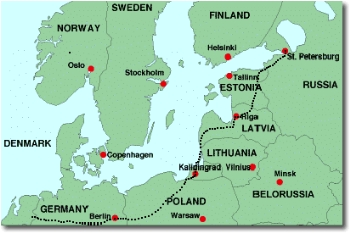 SWEDEN
NORWAY
FINLAND
Helsinki
St. Petersburg
Oslo
Stockholm
Tallinn
ESTONIA
RUSSIA
Riga
LATVIA
DENMARK
Copenhagen
LITHUANIA
Kaliningrad Vilnius
Minsk
BELORUSSIA
GERMANY
POLAND
Berlin
Warsaw